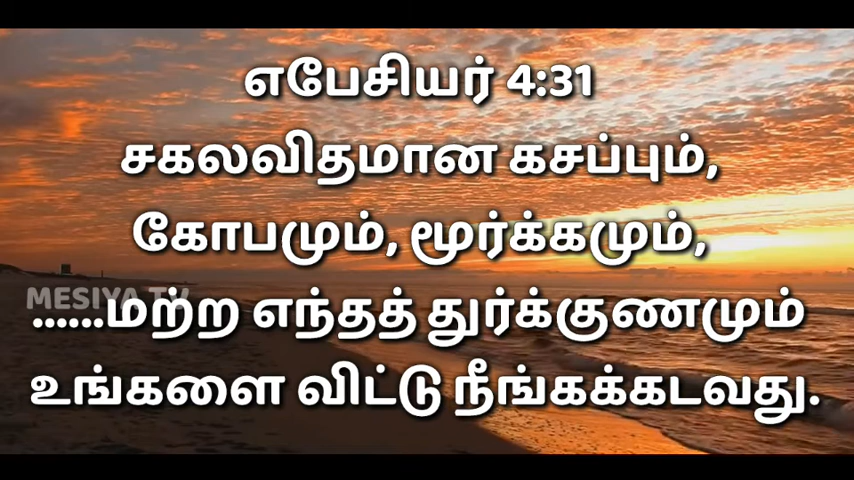 எபேசியர் 4:31
சகலவிதமான கசப்பும்,
கோபமும், மூர்க்கமும்,
MESIYA TV
......மற்ற எந்தத் துர்க்குணமும்
உங்களை விட்டு நீங்கக்கடவது.